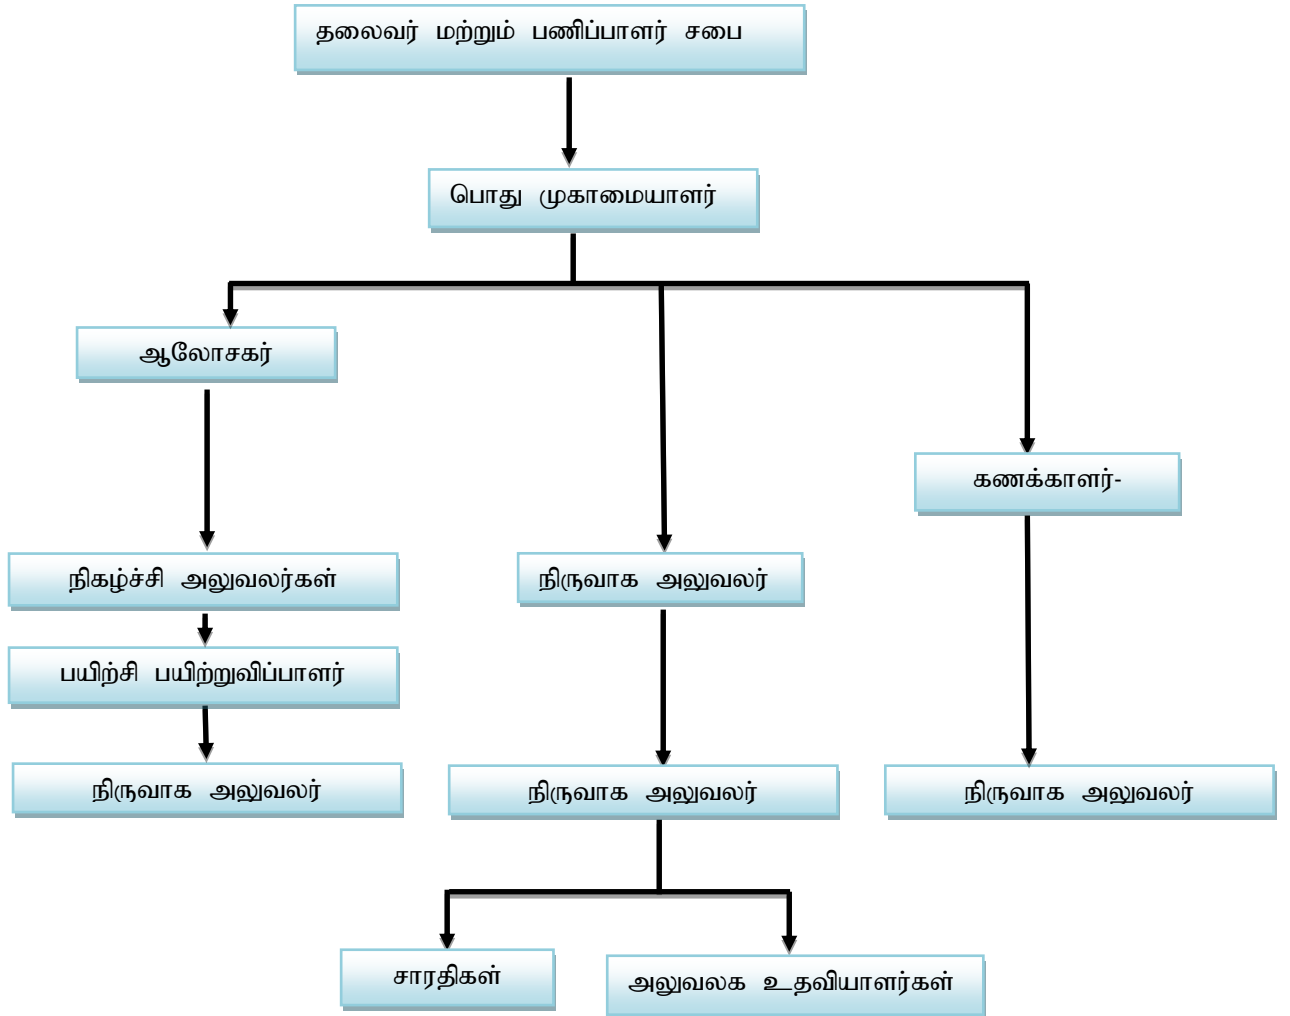 தலைவர் மற்றும் பணிப்பாளர் சபை
பொது முகாமையாளர்
ஆலோசகர்
கணக்காளர்-
நிகழ்ச்சி அலுவலர்கள்
நிருவாக அலுவலர்
பயிற்சி பயிற்றுவிப்பாளர்
நிருவாக அலுவலர்
நிருவாக அலுவலர்
நிருவாக அலுவலர்
சாரதிகள்
அலுவலக உதவியாளர்கள்